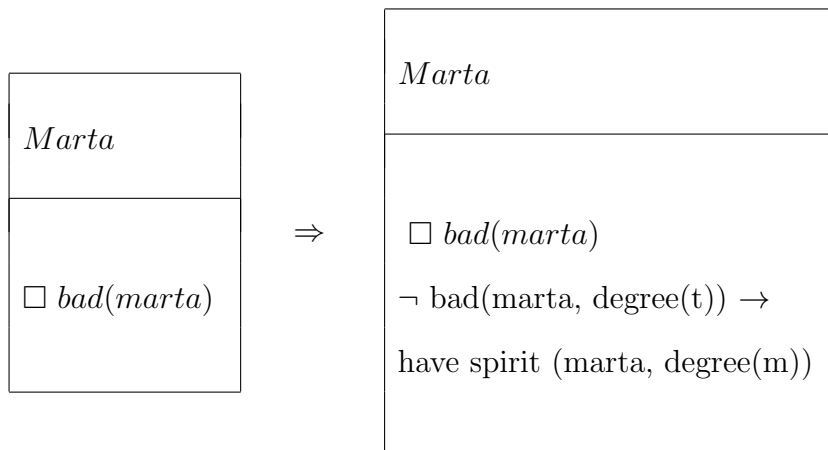 Marta
□ bad(marta)
⇒
Marta
□ bad(marta)
¬ bad(marta, degree(t)) →
have spirit (marta, degree(m))